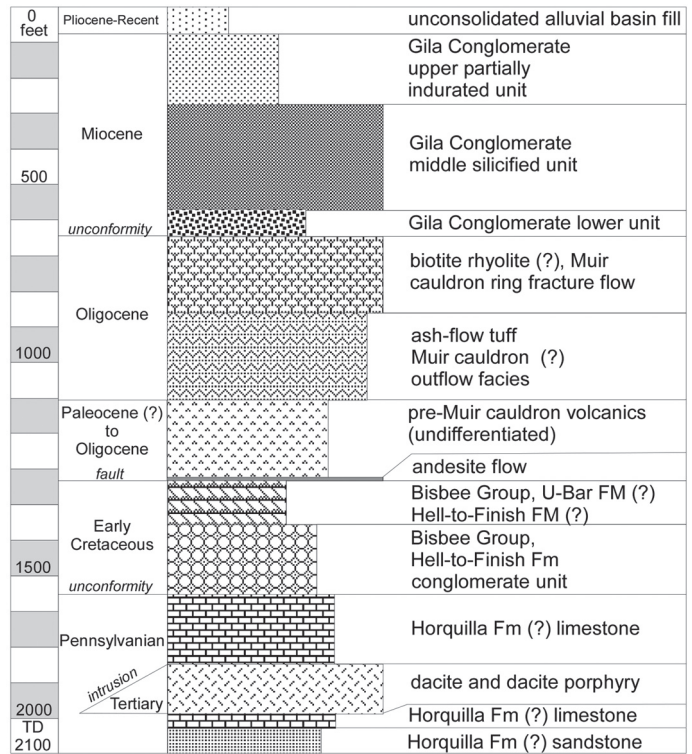 0
feet
Pliocene-Recent
unconsolidated alluvial basin fill
Gila Conglomerate
upper partially
indurated unit
Miocene
Gila Conglomerate
middle silicified unit
500
unconformity
Gila Conglomerate lower unit
biotite rhyolite (?), Muir
cauldron ring fracture flow
Oligocene
1000
ash-flow tuff
Muir cauldron (?)
outflow facies
Paleocene (?)
to
Oligocene
pre-Muir cauldron volcanics
(undifferentiated)
fault
andesite flow
Bisbee Group, U-Bar FM (?)
Hell-to-Finish FM (?)
Early
Cretaceous
Bisbee Group,
Hell-to-Finish Fm
conglomerate unit
1500
unconformity
Pennsylvanian
Horquilla Fm (?) limestone
intrusion
Tertiary
dacite and dacite porphyry
2000
Horquilla Fm (?) limestone
TD
2100
Horquilla Fm (?) sandstone